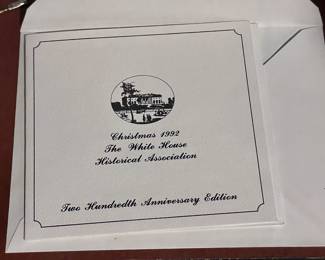 Christmas 1992
The White House
Historical Association
Two Hundredth Anniversary Edition